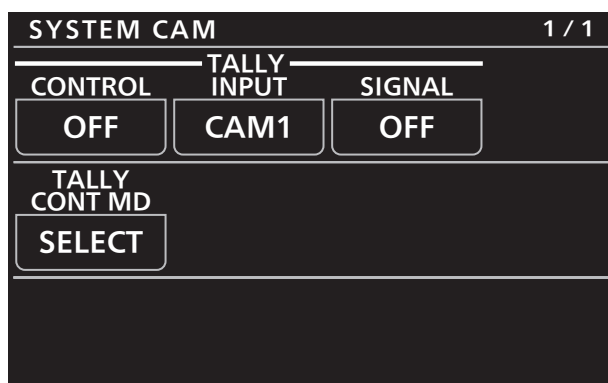 SYSTEM CAM 1 / 1
TALLY
CONTROL INPUT SIGNAL
OFF CAM1 OFF
TALLY
CONT MD
SELECT